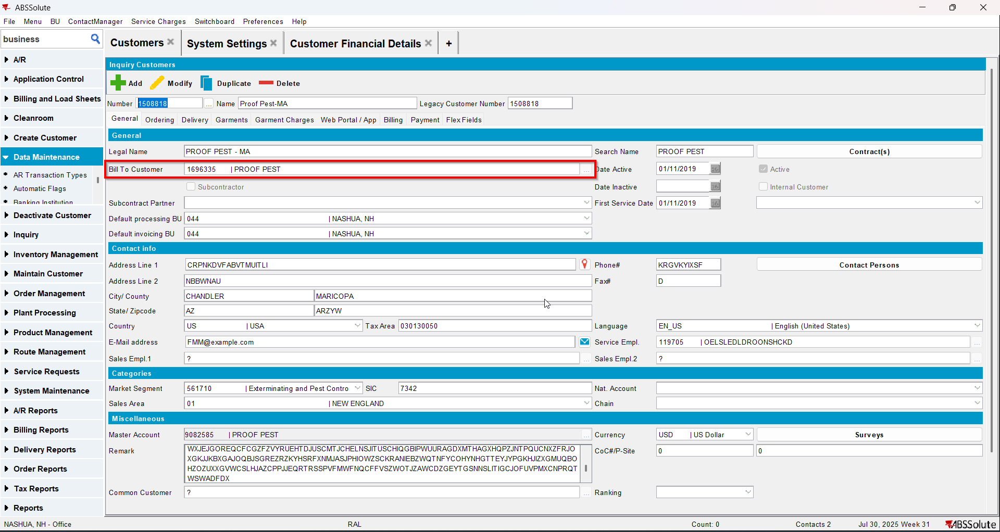 ABSSolute
File Menu BU ContactManager Service Charges Switchboard Preferences Help
business
Customers System Settings Customer Financial Details +
A/R
Application Control
Billing and Load Sheets
Cleanroom
Create Customer
Data Maintenance
AR Transaction Types
Automatic Flags
Banking Institution
Deactivate Customer
Inquiry
Inventory Management
Maintain Customer
Order Management
Plant Processing
Product Management
Route Management
Service Requests
System Maintenance
A/R Reports
Billing Reports
Delivery Reports
Order Reports
Tax Reports
Reports
Inquiry Customers
Add Modify Duplicate Delete
Number 1508818 ... Name Proof Pest-MA Legacy Customer Number 1508818
General Ordering Delivery Garments Garment Charges Web Portal / App Billing Payment Flex Fields
General
Legal Name PROOF PEST - MA Search Name PROOF PEST Contract(s)
Bill To Customer 1696335 | PROOF PEST ... Date Active 01/11/2019 16 Active
Subcontractor Date Inactive 16 Internal Customer
Subcontract Partner First Service Date 01/11/2019 16
Default processing BU 044 | NASHUA, NH
Default invoicing BU 044 | NASHUA, NH
Contact info
Address Line 1 CRPNKDVFABVTMUITLI Phone# KRGVKYIXSF Contact Persons
Address Line 2 NBBWNAU Fax# D
City/ County CHANDLER MARICOPA
State/ Zipcode AZ ARZYW
Country US | USA Tax Area 030130050 Language EN_US | English (United States)
E-Mail address FMM@example.com Service Empl. 119705 | OELSLEDLDROONSHCKD ...
Sales Empl.1 ? ... Sales Empl.2 ? ...
Categories
Market Segment 561710 | Exterminating and Pest Contro SIC 7342 Nat. Account
Sales Area 01 | NEW ENGLAND Chain
Miscellaneous
Master Account 9082585 | PROOF PEST ... Currency USD | US Dollar Surveys
Remark WXJEJGOREQCFCGZFZVYRUEHTDJUSCMTJCHELNSJITUSCHIQGBIPWUURAGDXMTHAGXHQPZJNTPQUCNXZFRJO CoC#/P-Site 0 0
XGKJJKBXGAJOQBJSGREZRZKYHSRFXNMJASJPHIOWZSCKRANIEBZWQTNFYCOHYNHGTTEYJYPGKHJIZXGMUQBO
HZOZUXXGVWCSLHJAZCPPJJEQRTRSSPVFMWFNQCFFVSZWOTJZAWCDZGEYTGSNNSLITIGCJOFUVPMXCNPRQT
WSWADFDX
Common Customer ? ... Ranking
NASHUA, NH - Office RAL Count: 0 Contacts 2 Jul 30, 2025 Week 31 ABSSolute